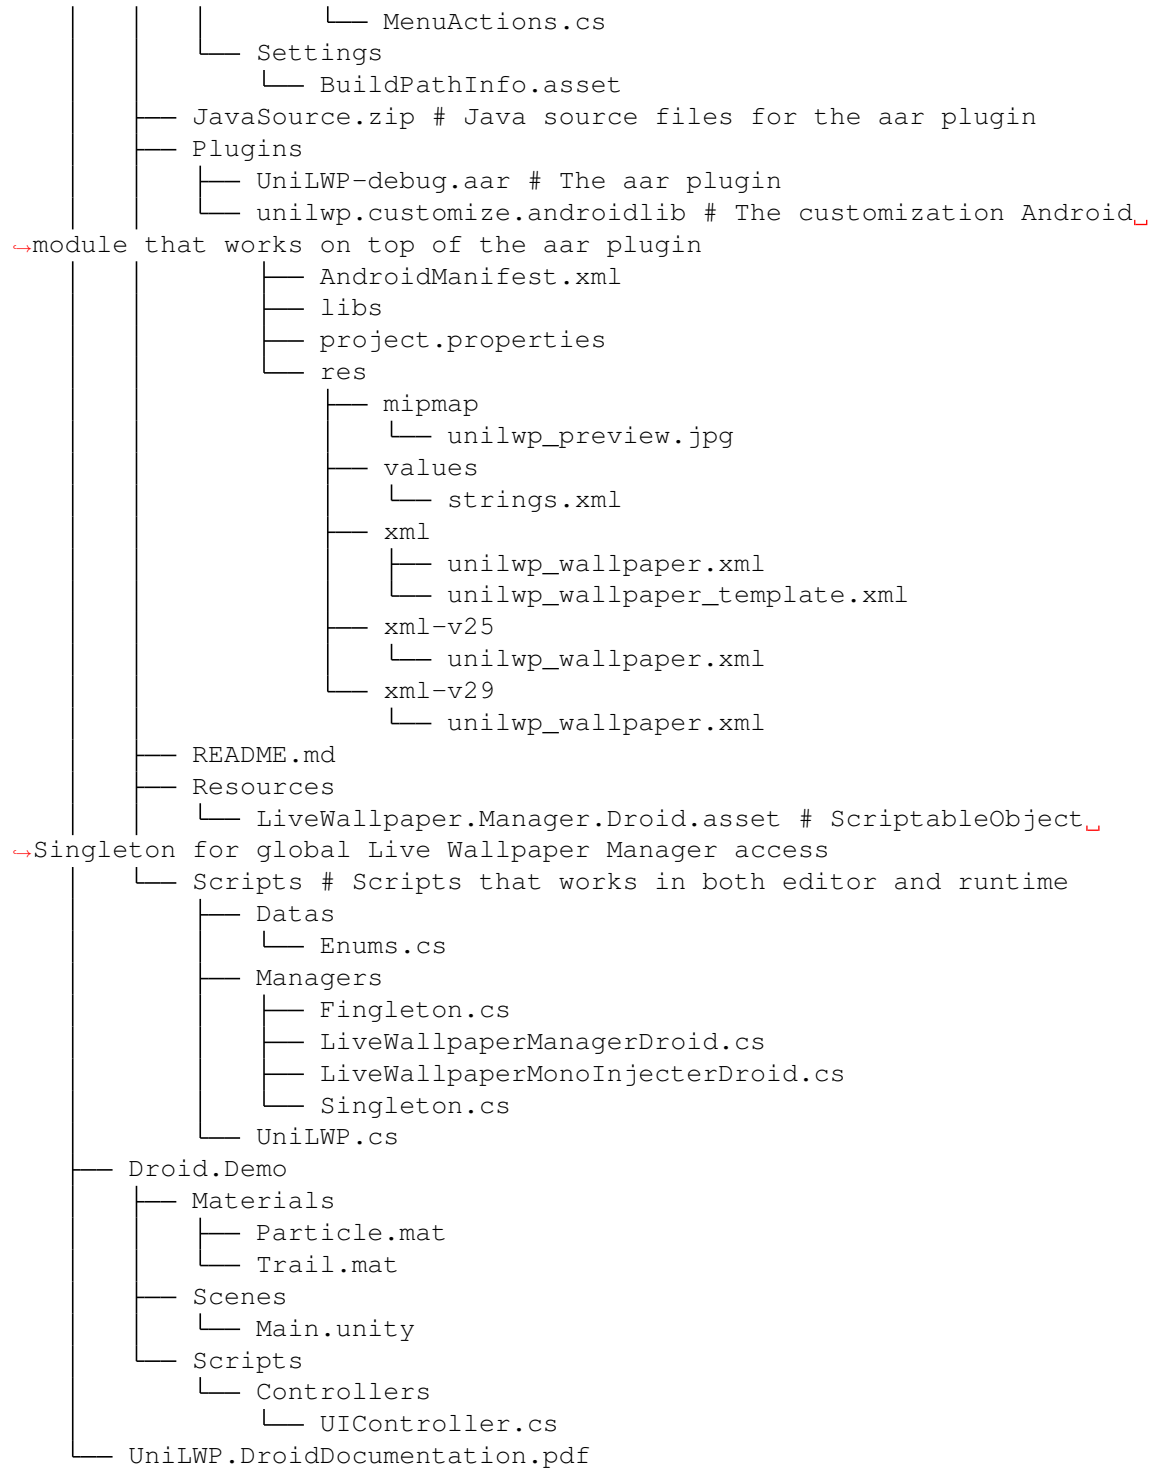 │   │   │       └── MenuActions.cs
│   │   └── Settings
│   │       └── BuildPathInfo.asset
│   ├── JavaSource.zip # Java source files for the aar plugin
│   ├── Plugins
│   │   ├── UniLWP-debug.aar # The aar plugin
│   │   └── unilwp.customize.androidlib # The customization Android␣
↪module that works on top of the aar plugin
│   │       ├── AndroidManifest.xml
│   │       ├── libs
│   │       ├── project.properties
│   │       └── res
│   │           ├── mipmap
│   │           │   └── unilwp_preview.jpg
│   │           ├── values
│   │           │   └── strings.xml
│   │           ├── xml
│   │           │   ├── unilwp_wallpaper.xml
│   │           │   └── unilwp_wallpaper_template.xml
│   │           ├── xml-v25
│   │           │   └── unilwp_wallpaper.xml
│   │           └── xml-v29
│   │               └── unilwp_wallpaper.xml
│   ├── README.md
│   ├── Resources
│   │   └── LiveWallpaper.Manager.Droid.asset # ScriptableObject␣
↪Singleton for global Live Wallpaper Manager access
│   └── Scripts # Scripts that works in both editor and runtime
│       ├── Datas
│       │   └── Enums.cs
│       ├── Managers
│       │   ├── Fingleton.cs
│       │   ├── LiveWallpaperManagerDroid.cs
│       │   ├── LiveWallpaperMonoInjecterDroid.cs
│       │   └── Singleton.cs
│       └── UniLWP.cs
├── Droid.Demo
│   ├── Materials
│   │   ├── Particle.mat
│   │   └── Trail.mat
│   ├── Scenes
│   │   └── Main.unity
│   └── Scripts
│       └── Controllers
│           └── UIController.cs
└── UniLWP.DroidDocumentation.pdf